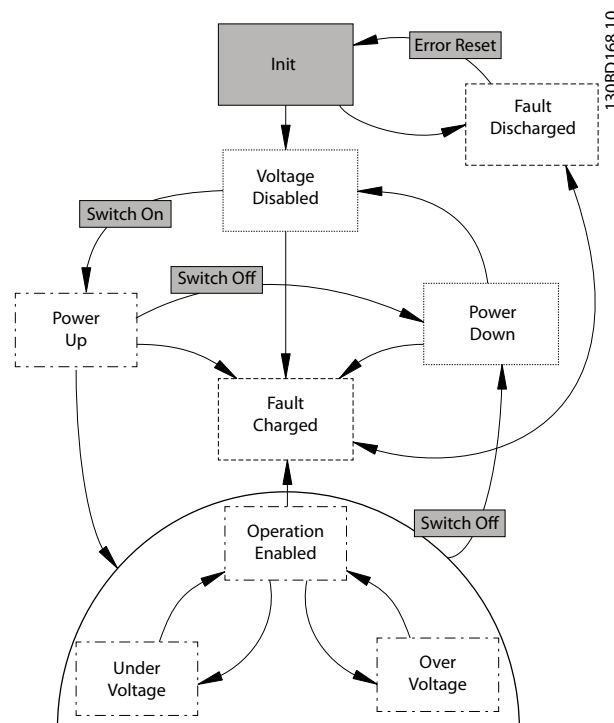 Error Reset
130BD168.10
Init
Fault
Discharged
Voltage
Disabled
Switch On
Switch Off
Power
Up
Power
Down
Fault
Charged
Switch Off
Operation
Enabled
Under
Voltage
Over
Voltage